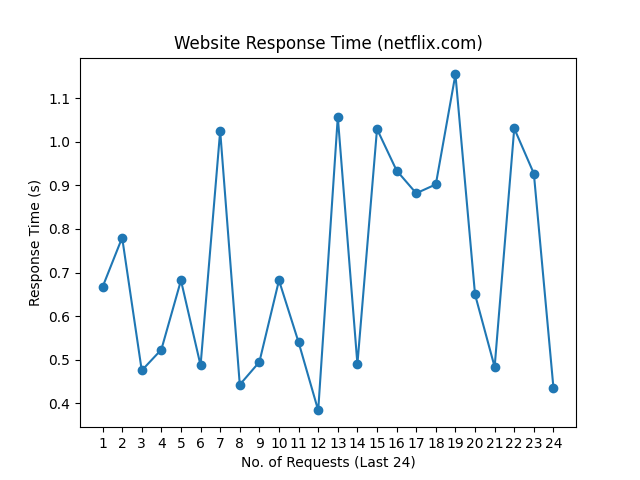 Website Response Time (netflix.com)
Response Time (s)
1.1
1.0
0.9
0.8
0.7
0.6
0.5
0.4
1 2 3 4 5 6 7 8 9 10 11 12 13 14 15 16 17 18 19 20 21 22 23 24
No. of Requests (Last 24)